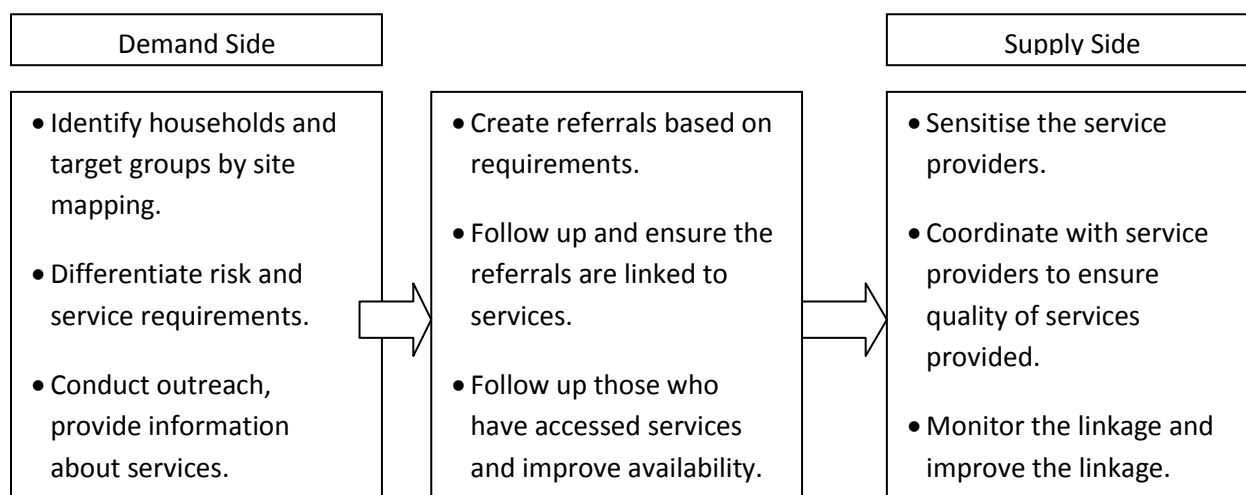 Demand Side
Supply Side
• Identify households and
target groups by site
mapping.
• Differentiate risk and
service requirements.
• Conduct outreach,
provide information
about services.
• Create referrals based on
requirements.
• Follow up and ensure the
referrals are linked to
services.
• Follow up those who
have accessed services
and improve availability.
• Sensitise the service
providers.
• Coordinate with service
providers to ensure
quality of services
provided.
• Monitor the linkage and
improve the linkage.